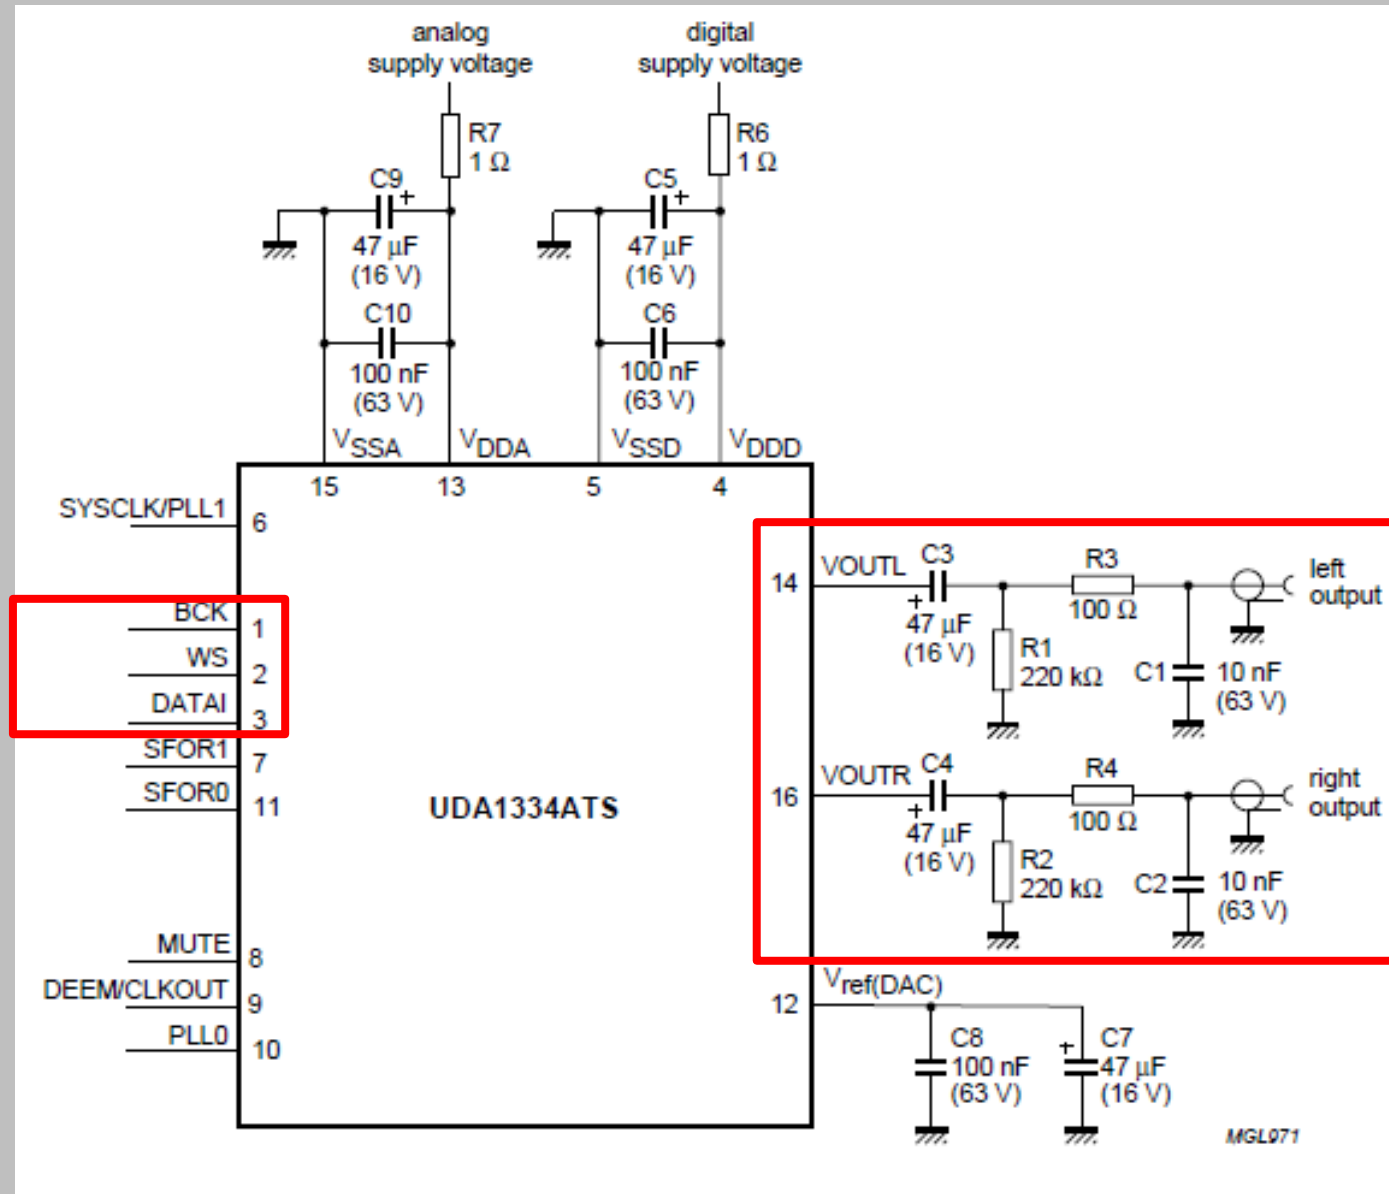 analog
supply voltage
digital
supply voltage
R7
1 Ω
R6
1 Ω
C9
+
47 µF
(16 V)
C5
+
47 µF
(16 V)
C10
100 nF
(63 V)
C6
100 nF
(63 V)
VSSA
VDDA
VSSD
VDDD
15
13
5
4
SYSCLK/PLL1
6
BCK
1
WS
2
DATAI
3
SFOR1
7
SFOR0
11
UDA1334ATS
MUTE
8
DEEM/CLKOUT
9
PLL0
10
14
VOUTL
C3
+
47 µF
(16 V)
R3
100 Ω
left
output
R1
220 kΩ
C1
10 nF
(63 V)
16
VOUTR
C4
+
47 µF
(16 V)
R4
100 Ω
right
output
R2
220 kΩ
C2
10 nF
(63 V)
12
Vref(DAC)
C8
100 nF
(63 V)
+
C7
47 µF
(16 V)
MGL971